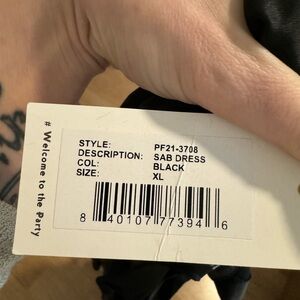 # Welcome to the Party
STYLE: PF21-3708
DESCRIPTION: SAB DRESS
COL: BLACK
SIZE: XL
8 40107 77394 6